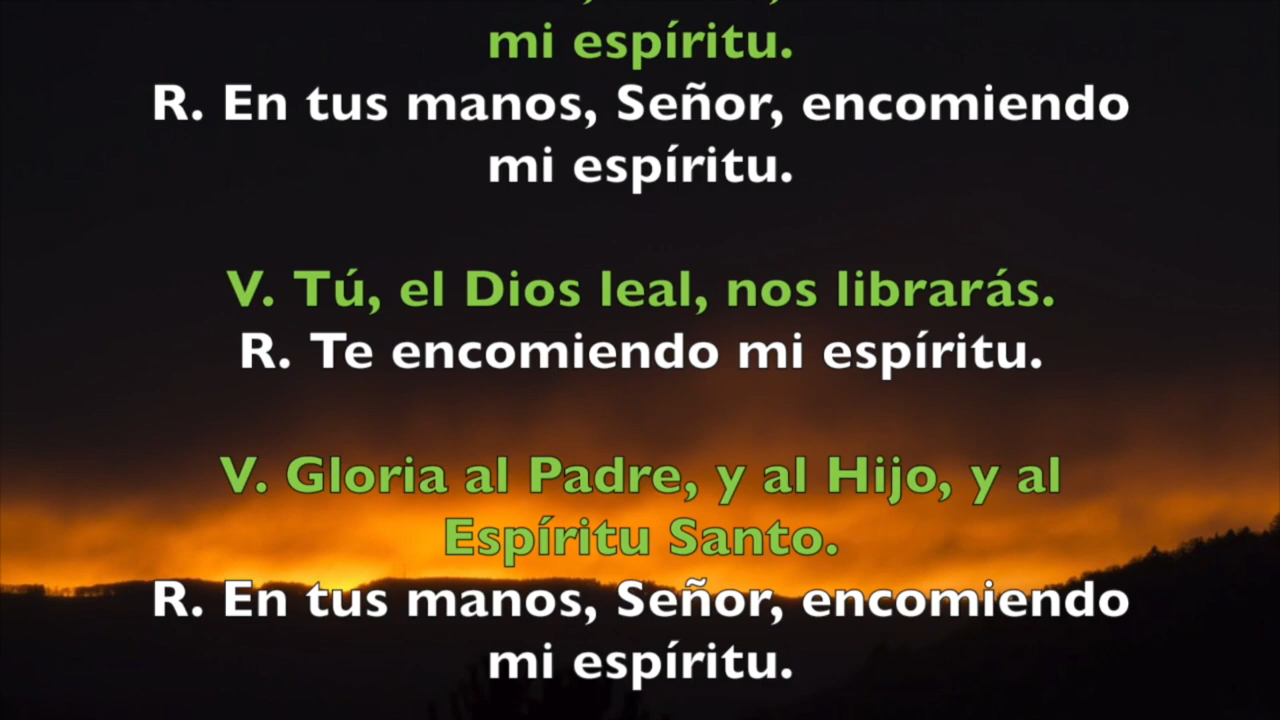 mi espíritu.
R. En tus manos, Señor, encomiendo
mi espíritu.
V. Tú, el Dios leal, nos librarás.
R. Te encomiendo mi espíritu.
V. Gloria al Padre, y al Hijo, y al
Espíritu Santo.
R. En tus manos, Señor, encomiendo
mi espíritu.